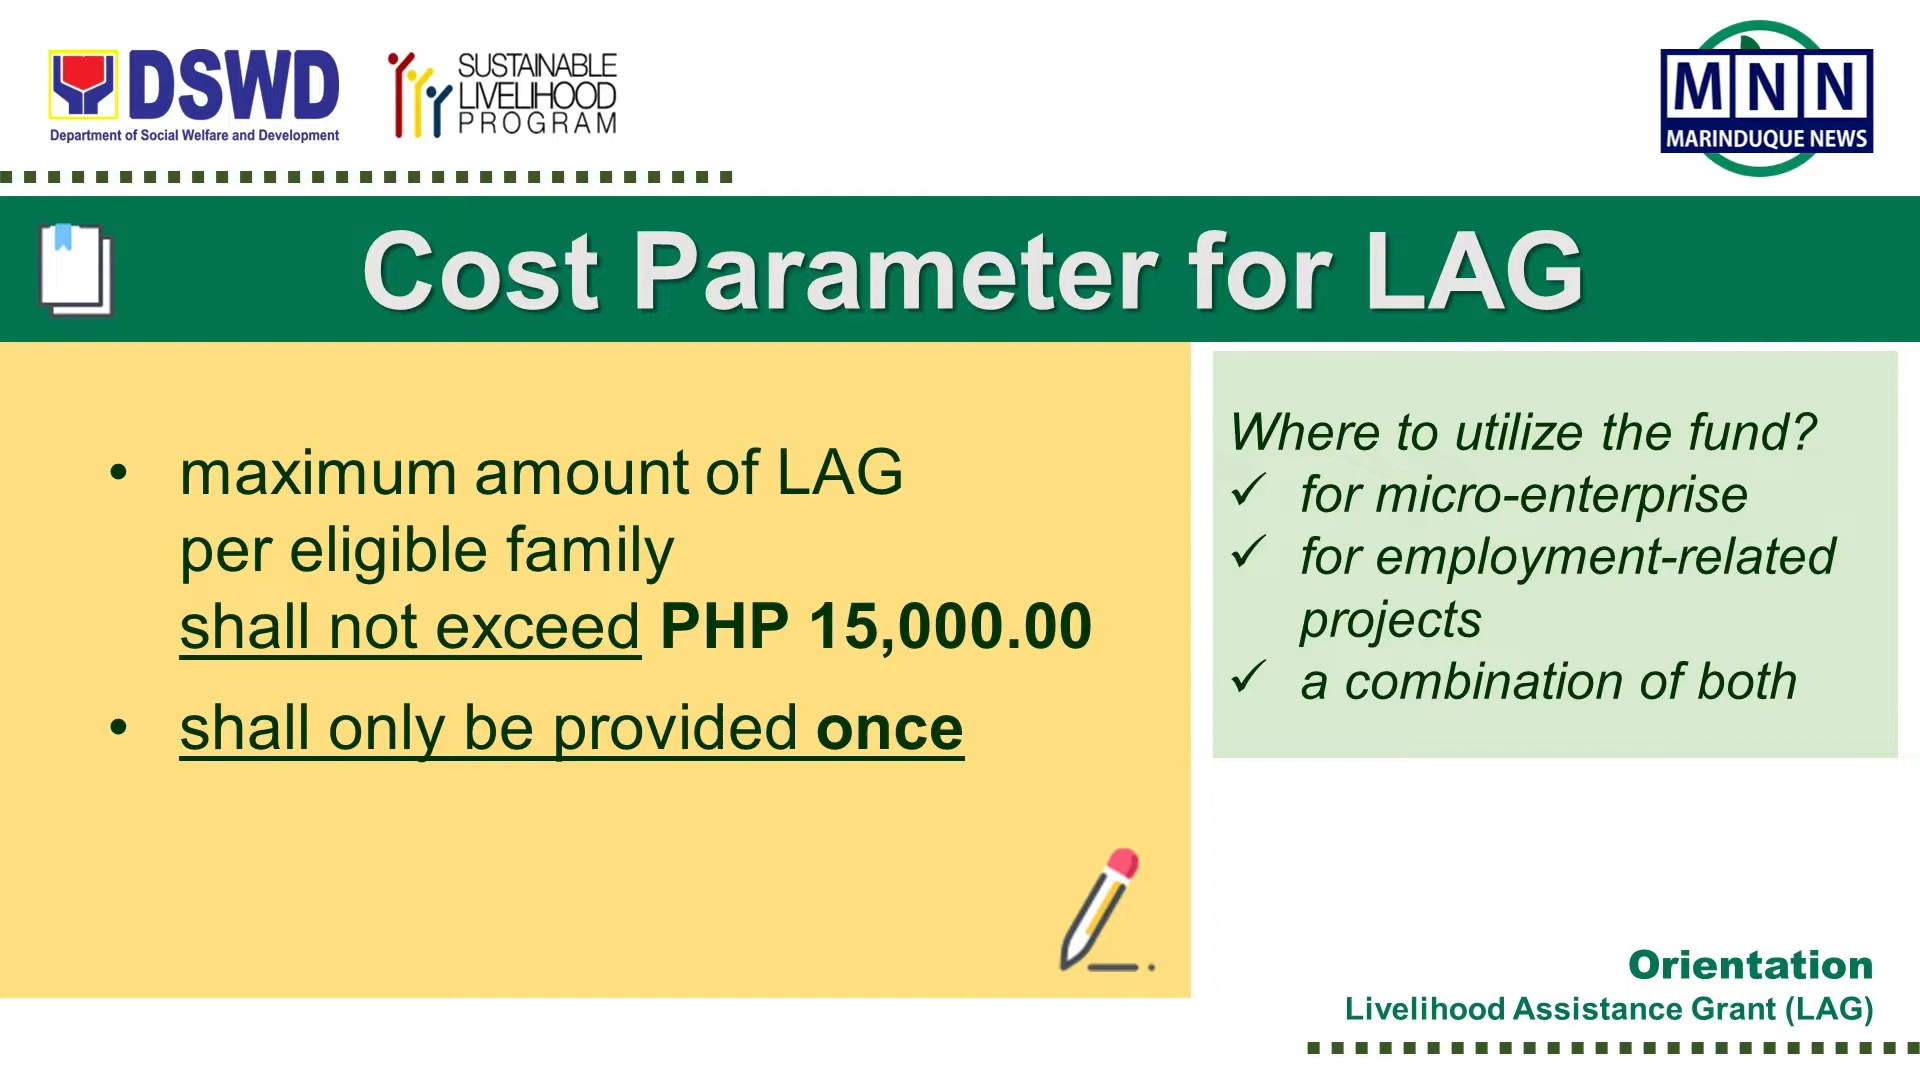 DSWD
Department of Social Welfare and Development
SUSTAINABLE
LIVELIHOOD
PROGRAM
MNN
MARINDUQUE NEWS
Cost Parameter for LAG
• maximum amount of LAG
per eligible family
shall not exceed PHP 15,000.00
• shall only be provided once
Where to utilize the fund?
✓ for micro-enterprise
✓ for employment-related
projects
✓ a combination of both
Orientation
Livelihood Assistance Grant (LAG)